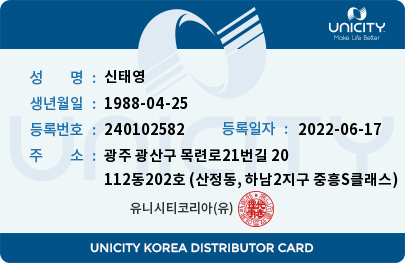 UNICITY
Make Life Better
성 명 : 신태영
생년월일 : 1988-04-25
등록번호 : 240102582 등록일자 : 2022-06-17
주 소 : 광주 광산구 목련로21번길 20
112동202호 (산정동, 하남2지구 중흥S클래스)
UNICITY
유니시티코리아(유)
UNICITY KOREA DISTRIBUTOR CARD